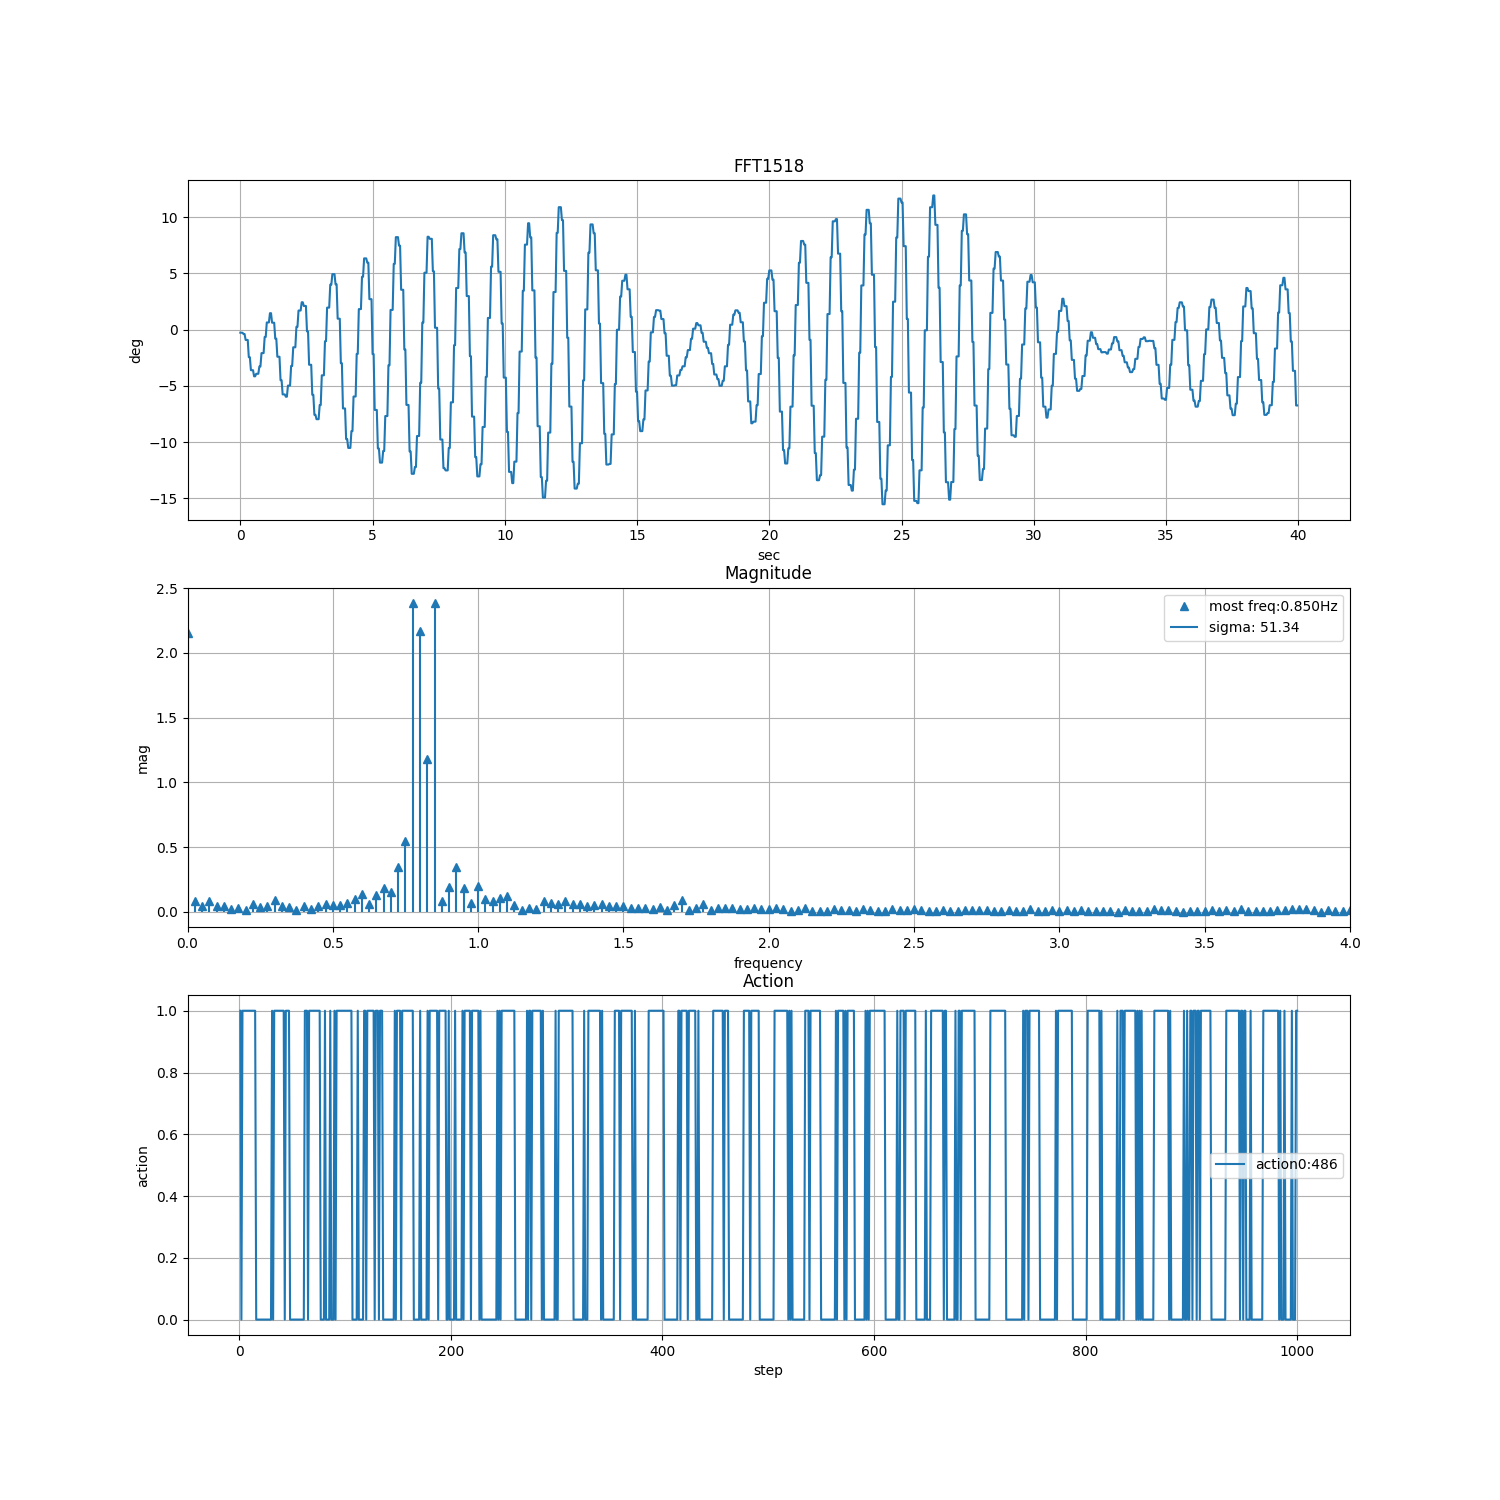 FFT1518
10
5
0
−5
−10
−15
deg
0 5 10 15 20 25 30 35 40
sec
Magnitude
2.5
2.0
1.5
1.0
0.5
0.0
mag
most freq:0.850Hz
sigma: 51.34
0.0 0.5 1.0 1.5 2.0 2.5 3.0 3.5 4.0
frequency
Action
1.0
0.8
0.6
0.4
0.2
0.0
action
action0:486
0 200 400 600 800 1000
step